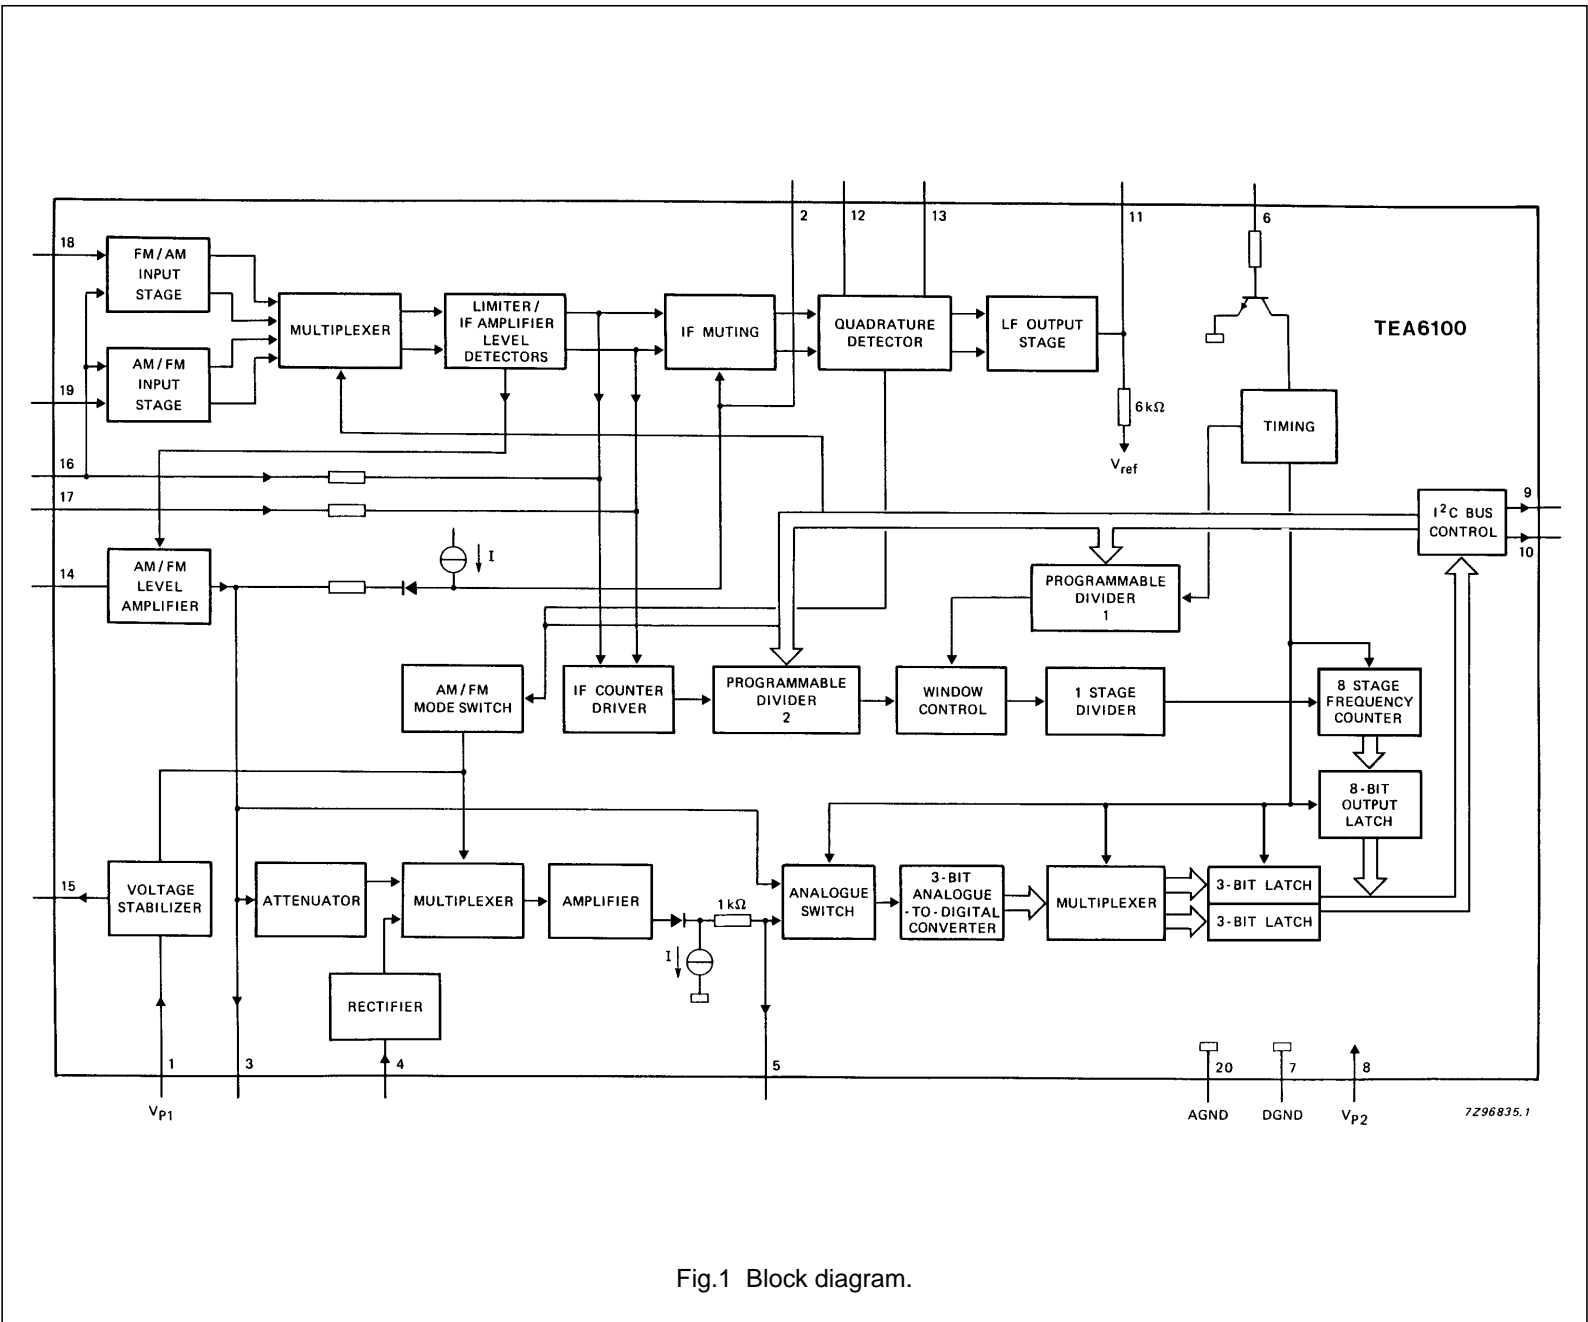 2
12
13
11
6
18
FM / AM
INPUT
STAGE
MULTIPLEXER
LIMITER /
IF AMPLIFIER
LEVEL
DETECTORS
IF MUTING
QUADRATURE
DETECTOR
LF OUTPUT
STAGE
TEA6100
AM / FM
INPUT
STAGE
19
6 kΩ
Vref
TIMING
16
17
I
14
AM / FM
LEVEL
AMPLIFIER
I²C BUS
CONTROL
9
10
PROGRAMMABLE
DIVIDER
1
AM / FM
MODE SWITCH
IF COUNTER
DRIVER
PROGRAMMABLE
DIVIDER
2
WINDOW
CONTROL
1 STAGE
DIVIDER
8 STAGE
FREQUENCY
COUNTER
8-BIT
OUTPUT
LATCH
15
VOLTAGE
STABILIZER
ATTENUATOR
MULTIPLEXER
AMPLIFIER
1 kΩ
I
ANALOGUE
SWITCH
3-BIT
ANALOGUE
-TO-DIGITAL
CONVERTER
MULTIPLEXER
3-BIT LATCH
3-BIT LATCH
RECTIFIER
1
3
4
5
20
7
8
VP1
AGND
DGND
VP2
7Z96835.1
Fig.1 Block diagram.